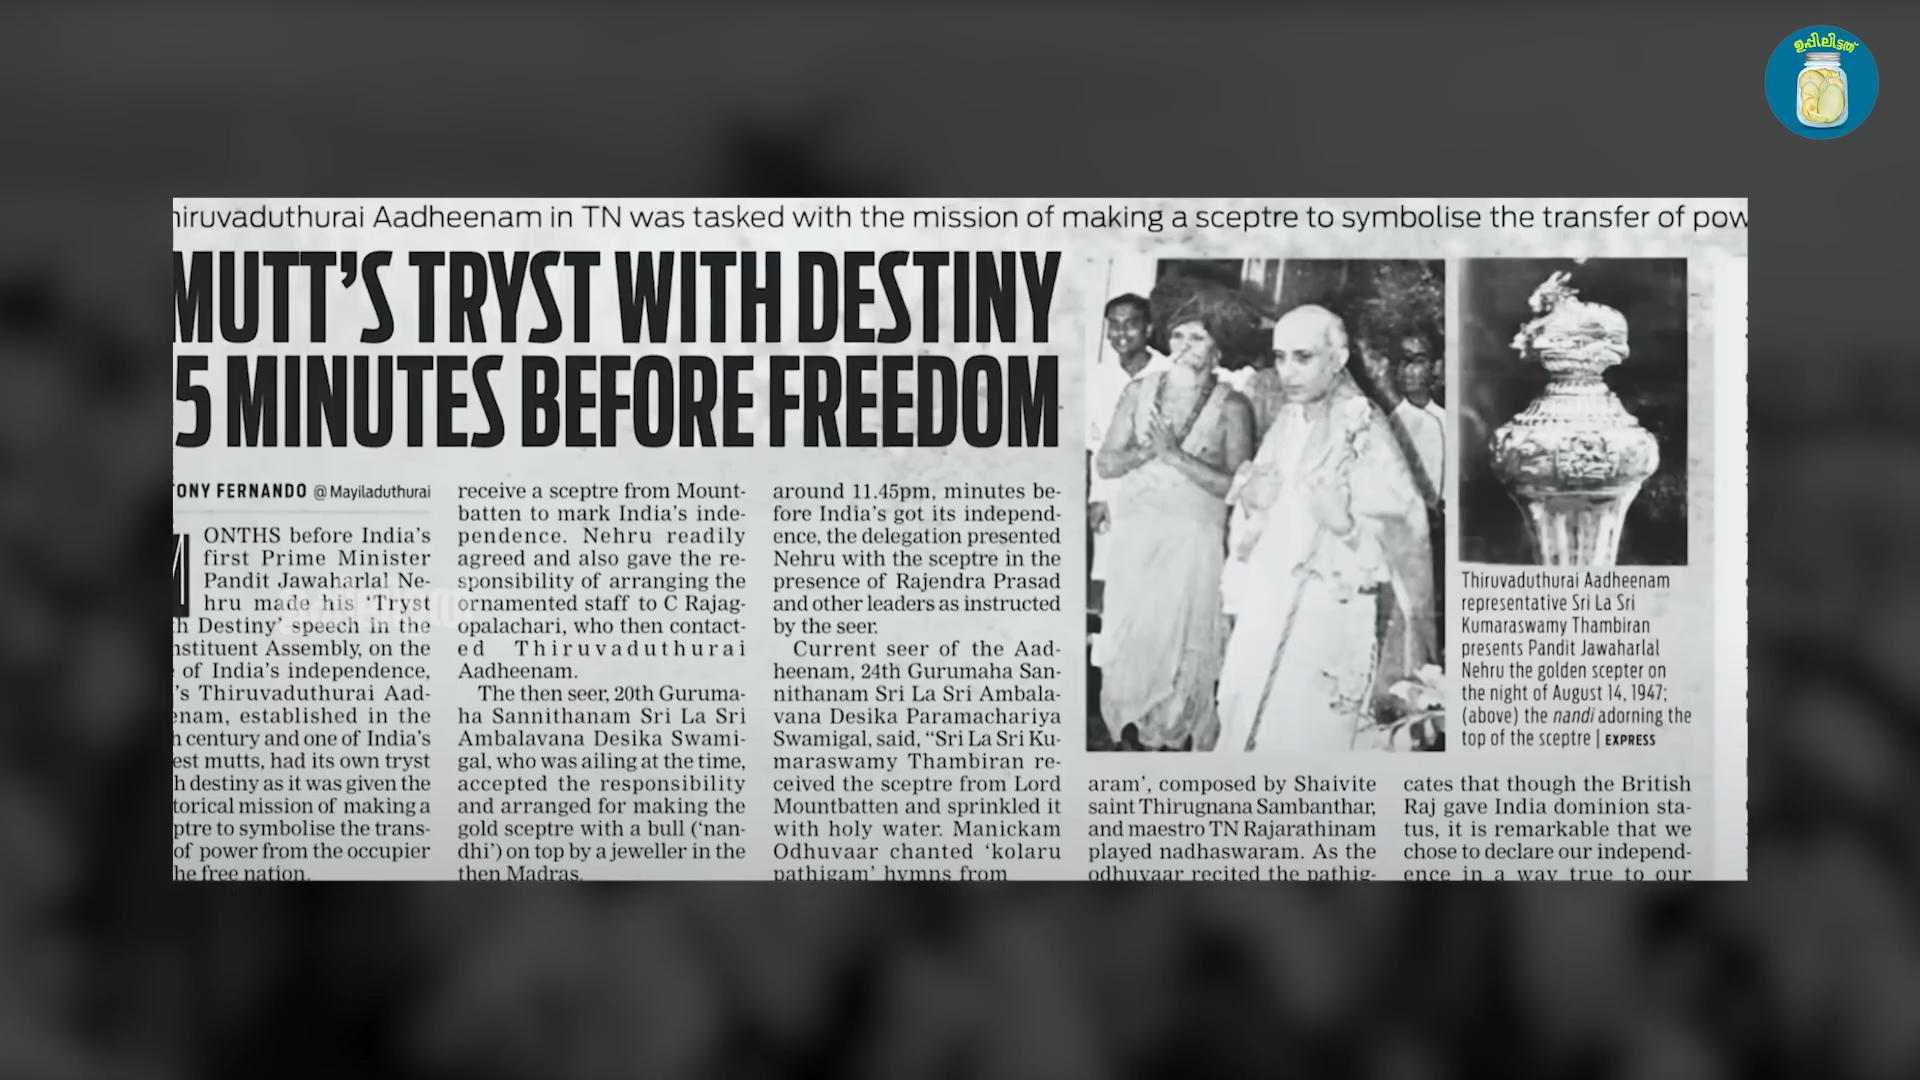 ഉപ്പിലിട്ടത്
hiruvaduthurai Aadheenam in TN was tasked with the mission of making a sceptre to symbolise the transfer of pow
MUTT'S TRYST WITH DESTINY
5 MINUTES BEFORE FREEDOM
ONY FERNANDO @ Mayiladuthurai
MONTHS before India's
first Prime Minister
Pandit Jawaharlal Ne-
hru made his 'Tryst
h Destiny' speech in the
nstituent Assembly, on the
of India's independence,
's Thiruvaduthurai Aad-
enam, established in the
h century and one of India's
est mutts, had its own tryst
h destiny as it was given the
torical mission of making a
ptre to symbolise the trans-
of power from the occupier
he free nation.
receive a sceptre from Mount-
batten to mark India's inde-
pendence. Nehru readily
agreed and also gave the re-
sponsibility of arranging the
ornamented staff to C Rajag-
opalachari, who then contact-
ed Thiruvaduthurai
Aadheenam.
The then seer, 20th Guruma-
ha Sannithanam Sri La Sri
Ambalavana Desika Swami-
gal, who was ailing at the time,
accepted the responsibility
and arranged for making the
gold sceptre with a bull ('nan-
dhi') on top by a jeweller in the
then Madras.
around 11.45pm, minutes be-
fore India's got its independ-
ence, the delegation presented
Nehru with the sceptre in the
presence of Rajendra Prasad
and other leaders as instructed
by the seer.
Current seer of the Aad-
heenam, 24th Gurumaha San-
nithanam Sri La Sri Ambala-
vana Desika Paramachariya
Swamigal, said, "Sri La Sri Ku-
maraswamy Thambiran re-
ceived the sceptre from Lord
Mountbatten and sprinkled it
with holy water. Manickam
Odhuvaar chanted 'kolaru
pathigam' hymns from
Thiruvaduthurai Aadheenam
representative Sri La Sri
Kumaraswamy Thambiran
presents Pandit Jawaharlal
Nehru the golden scepter on
the night of August 14, 1947;
(above) the nandi adorning the
top of the sceptre | EXPRESS
aram', composed by Shaivite
saint Thirugnana Sambanthar,
and maestro TN Rajarathinam
played nadhaswaram. As the
odhuvaar recited the pathig-
cates that though the British
Raj gave India dominion sta-
tus, it is remarkable that we
chose to declare our independ-
ence in a way true to our